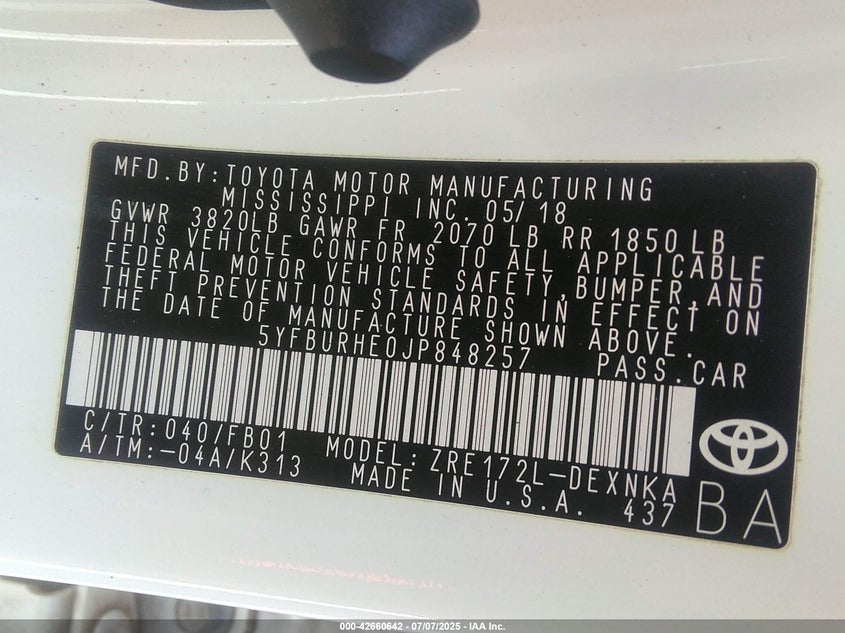 MFD.BY:TOYOTA MOTOR MANUFACTURING
MISSISSIPPI INC. 05/18
GVWR 3820LB GAWR FR 2070 LB RR 1850LB
THIS VEHICLE CONFORMS TO ALL APPLICABLE
FEDERAL MOTOR VEHICLE SAFETY,BUMPER,AND
THEFT PREVENTION STANDARDS IN EFFECT ON
THE DATE OF MANUFACTURE SHOWN ABOVE.
5YFBURHE0JP848257 PASS.CAR
C/TR:040/FB01 MODEL:ZRE172L-DEXNKA
A/TM:-04A/K313 MADE IN U.S.A. 437
BA
000-42660642 - 07/07/2025 - IAA Inc.